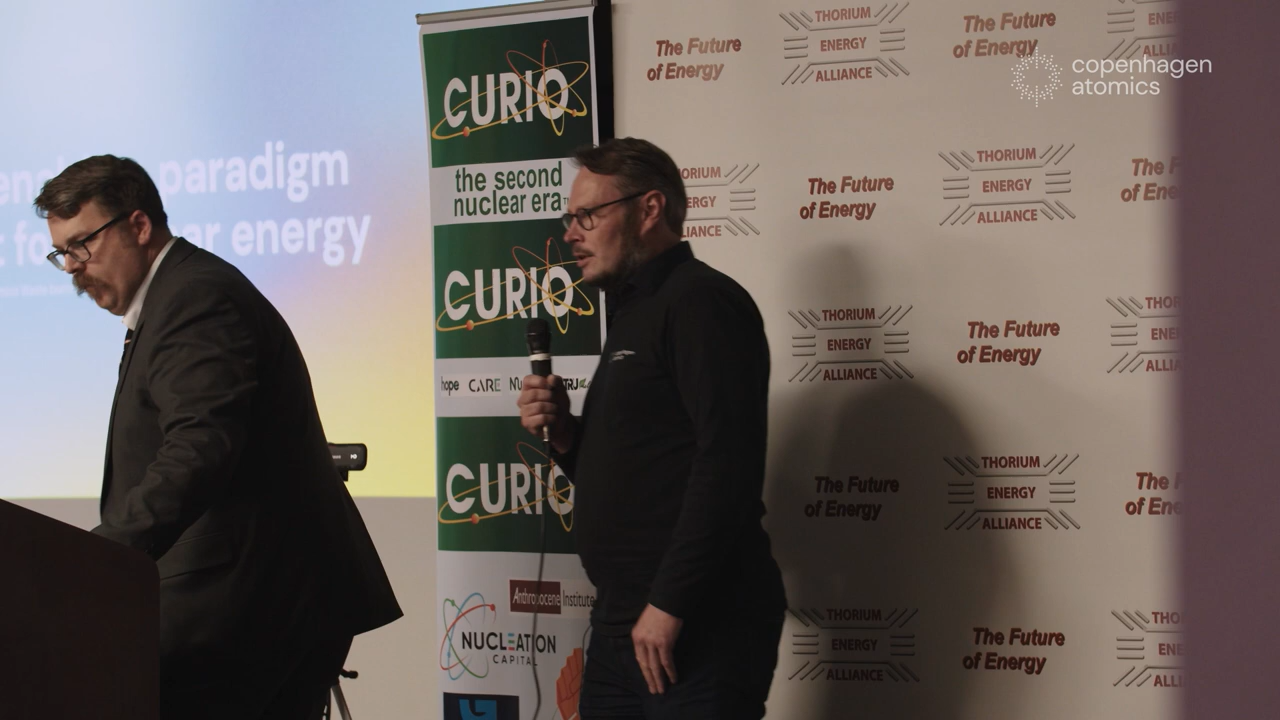 paradigm
energy
CURIO
the second
nuclear era
CURIO
hope CARE
CURIO
Anthropocene Institute
NUCLEATION
CAPITAL
The Future
of Energy
THORIUM
ENERGY
ALLIANCE
The Future
of Energy
copenhagen
atomics
The Future
of Energy
THORIUM
ENERGY
ALLIANCE
THORIUM
ENERGY
ALLIANCE
The Future
of Energy
The Future
of Energy
THORIUM
ENERGY
ALLIANCE
THORIUM
ENERGY
ALLIANCE
The Future
of Energy